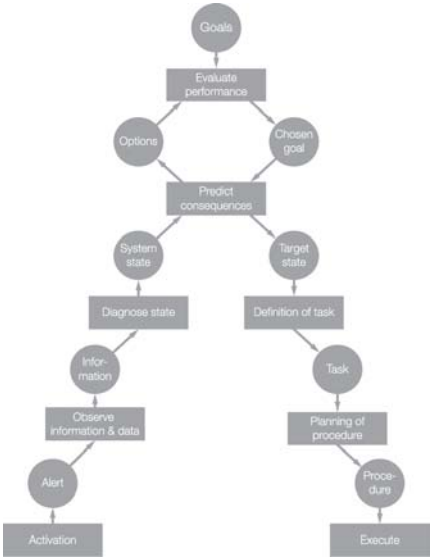 Goals
Evaluate
performance
Options
Chosen
goal
Predict
consequences
System
state
Target
state
Diagnose state
Definition of task
Infor-
mation
Task
Observe
information & data
Planning of
procedure
Alert
Proce-
dure
Activation
Execute